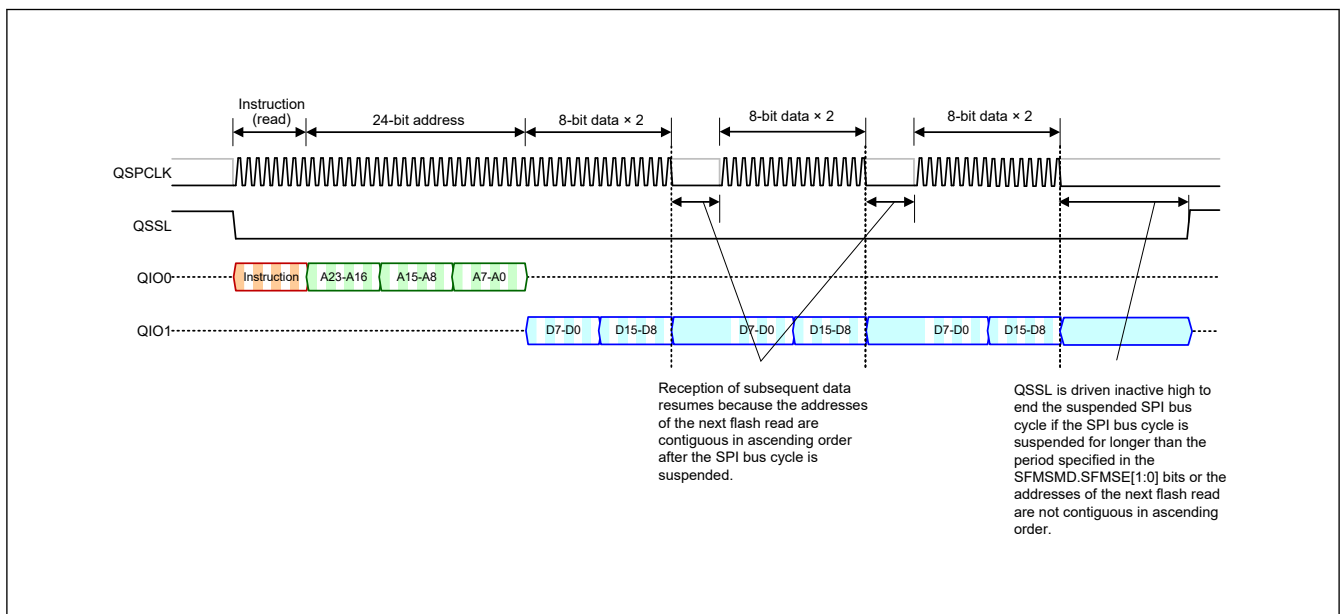 Instruction
(read)
24-bit address
8-bit data × 2
8-bit data × 2
8-bit data × 2
QSPCLK
QSSL
QIO0
Instruction
A23-A16
A15-A8
A7-A0
QIO1
D7-D0
D15-D8
D7-D0
D15-D8
D7-D0
D15-D8
Reception of subsequent data
resumes because the addresses
of the next flash read are
contiguous in ascending order
after the SPI bus cycle is
suspended.
QSSL is driven inactive high to
end the suspended SPI bus
cycle if the SPI bus cycle is
suspended for longer than the
period specified in the
SFMSMD.SFMSE[1:0] bits or the
addresses of the next flash read
are not contiguous in ascending
order.